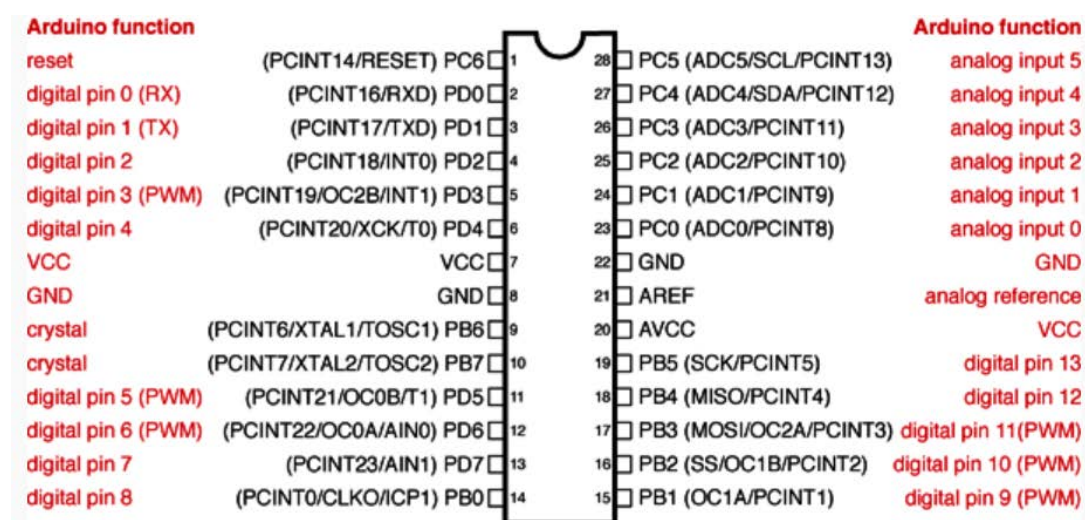 Arduino function Arduino function
reset (PCINT14/RESET) PC6 1 28 PC5 (ADC5/SCL/PCINT13) analog input 5
digital pin 0 (RX) (PCINT16/RXD) PD0 2 27 PC4 (ADC4/SDA/PCINT12) analog input 4
digital pin 1 (TX) (PCINT17/TXD) PD1 3 26 PC3 (ADC3/PCINT11) analog input 3
digital pin 2 (PCINT18/INT0) PD2 4 25 PC2 (ADC2/PCINT10) analog input 2
digital pin 3 (PWM) (PCINT19/OC2B/INT1) PD3 5 24 PC1 (ADC1/PCINT9) analog input 1
digital pin 4 (PCINT20/XCK/T0) PD4 6 23 PC0 (ADC0/PCINT8) analog input 0
VCC VCC 7 22 GND GND
GND GND 8 21 AREF analog reference
crystal (PCINT6/XTAL1/TOSC1) PB6 9 20 AVCC VCC
crystal (PCINT7/XTAL2/TOSC2) PB7 10 19 PB5 (SCK/PCINT5) digital pin 13
digital pin 5 (PWM) (PCINT21/OC0B/T1) PD5 11 18 PB4 (MISO/PCINT4) digital pin 12
digital pin 6 (PWM) (PCINT22/OC0A/AIN0) PD6 12 17 PB3 (MOSI/OC2A/PCINT3) digital pin 11(PWM)
digital pin 7 (PCINT23/AIN1) PD7 13 16 PB2 (SS/OC1B/PCINT2) digital pin 10 (PWM)
digital pin 8 (PCINT0/CLKO/ICP1) PB0 14 15 PB1 (OC1A/PCINT1) digital pin 9 (PWM)